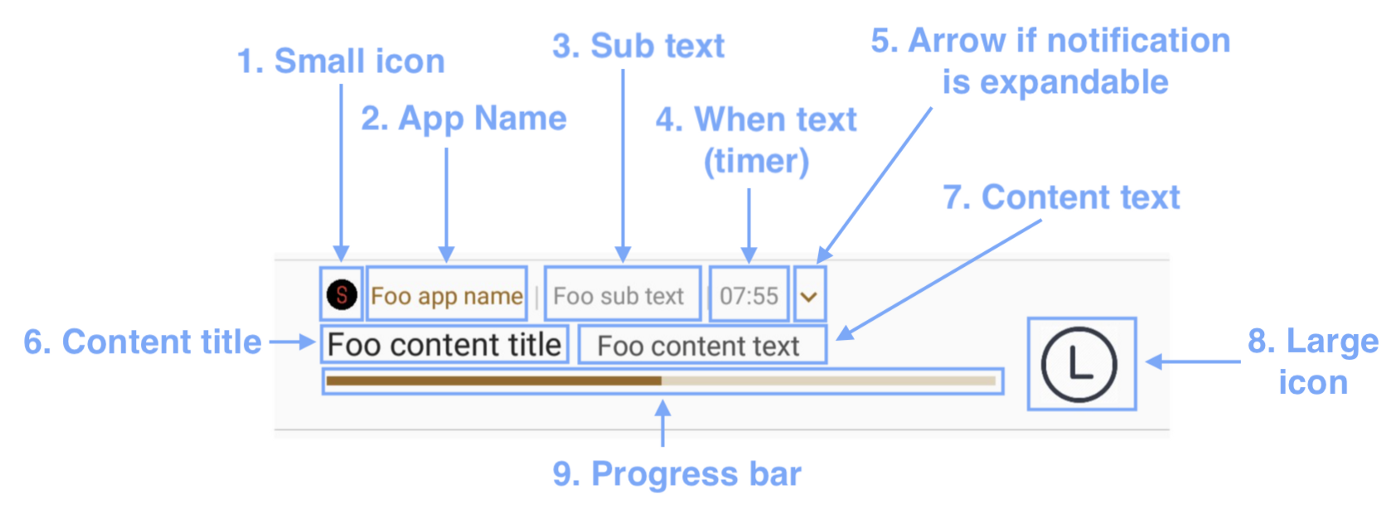 1. Small icon
3. Sub text
5. Arrow if notification
is expandable
2. App Name
4. When text
(timer)
7. Content text
S Foo app name | Foo sub text | 07:55
6. Content title
Foo content title Foo content text
8. Large
icon
9. Progress bar